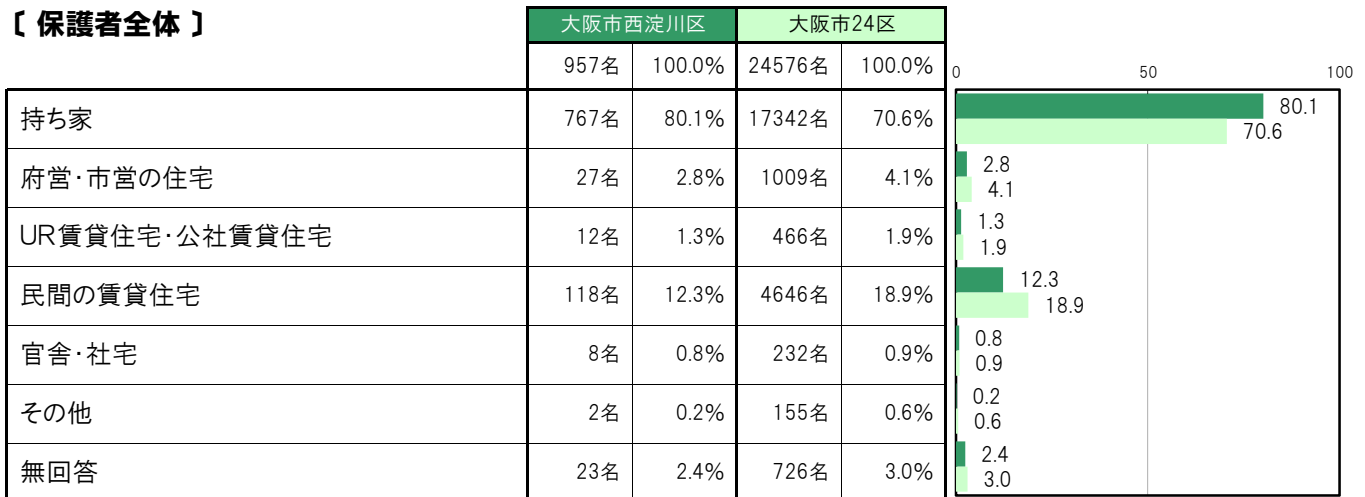 〔 保護者全体 〕
大阪市西淀川区 大阪市24区
957名 100.0% 24576名 100.0%
0 50 100
持ち家 767名 80.1% 17342名 70.6%
80.1
70.6
府営･市営の住宅 27名 2.8% 1009名 4.1%
2.8
4.1
UR賃貸住宅･公社賃貸住宅 12名 1.3% 466名 1.9%
1.3
1.9
民間の賃貸住宅 118名 12.3% 4646名 18.9%
12.3
18.9
官舎･社宅 8名 0.8% 232名 0.9%
0.8
0.9
その他 2名 0.2% 155名 0.6%
0.2
0.6
無回答 23名 2.4% 726名 3.0%
2.4
3.0